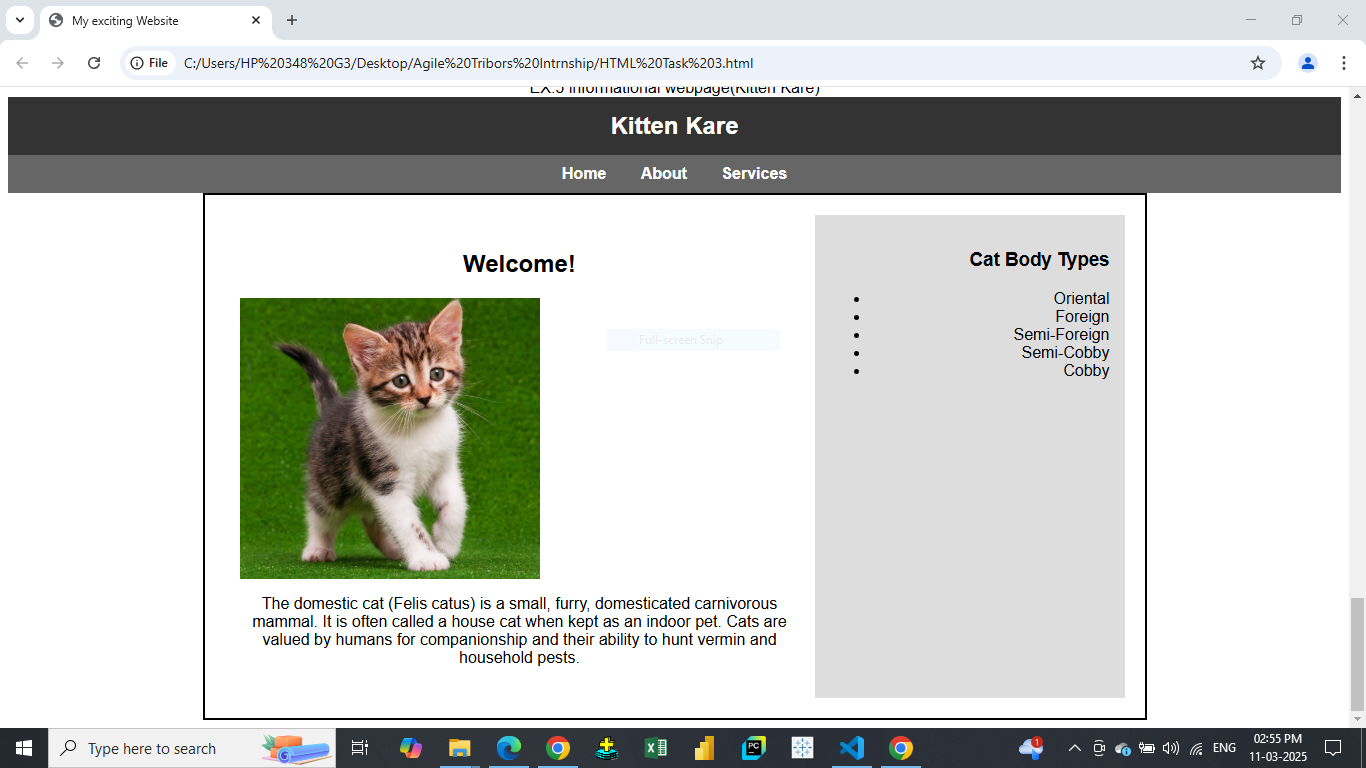 My exciting Website
File
C:/Users/HP%20348%20G3/Desktop/Agile%20Tribors%20Intrnship/HTML%20Task%203.html
EX:5 informational webpage(Kitten Kare)
Kitten Kare
Home About Services
Welcome!
Full-screen Snip
The domestic cat (Felis catus) is a small, furry, domesticated carnivorous
mammal. It is often called a house cat when kept as an indoor pet. Cats are
valued by humans for companionship and their ability to hunt vermin and
household pests.
Cat Body Types
Oriental
Foreign
Semi-Foreign
Semi-Cobby
Cobby
Type here to search
PC
1
ENG
02:55 PM
11-03-2025